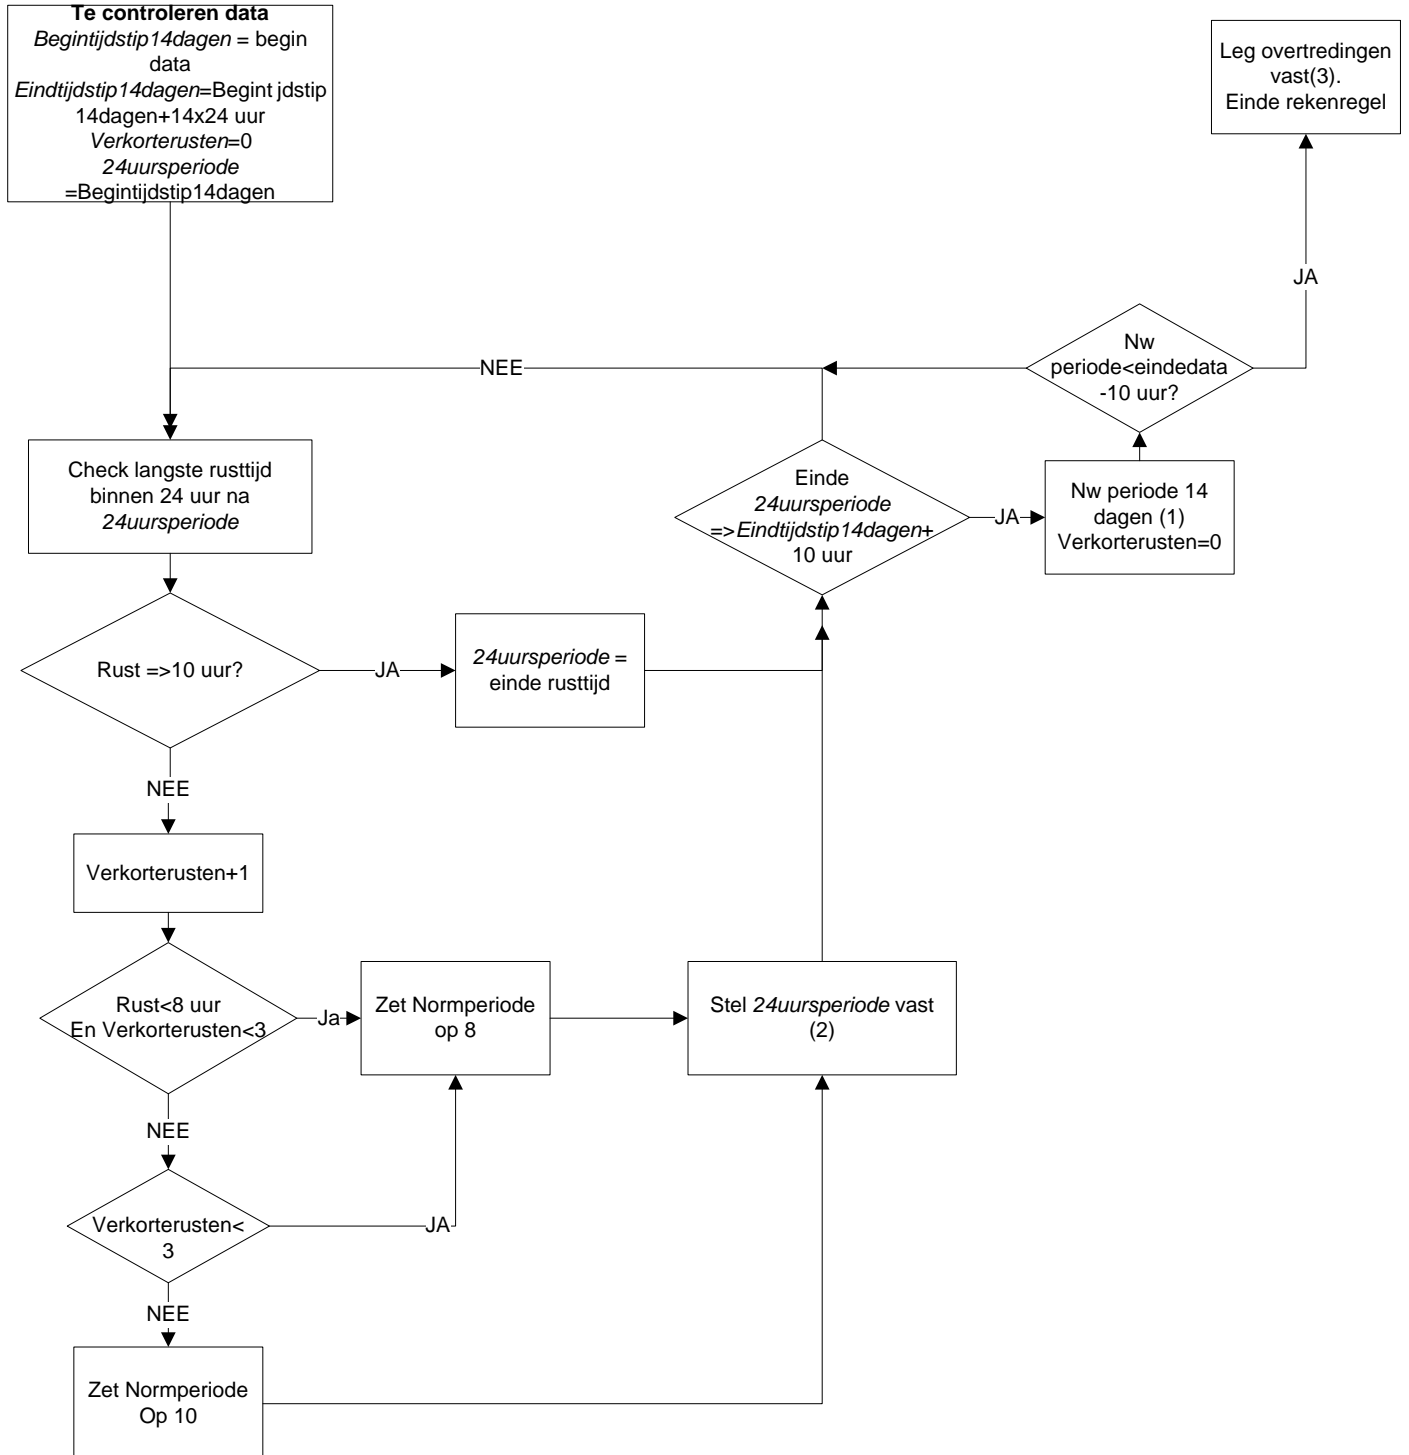 Te controleren data
Begintijdstip14dagen = begin
data
Eindtijdstip14dagen=Begint jdstip
14dagen+14x24 uur
Verkorterusten=0
24uursperiode
=Begintijdstip14dagen
Leg overtredingen
vast(3).
Einde rekenregel
JA
Nw
periode<eindedata
-10 uur?
NEE
Check langste rusttijd
binnen 24 uur na
24uursperiode
Einde
24uursperiode
=>Eindtijdstip14dagen+
10 uur
JA
Nw periode 14
dagen (1)
Verkorterusten=0
Rust =>10 uur?
JA
24uursperiode =
einde rusttijd
NEE
Verkorterusten+1
Rust<8 uur
En Verkorterusten<3
Ja
Zet Normperiode
op 8
Stel 24uursperiode vast
(2)
NEE
Verkorterusten<
3
JA
NEE
Zet Normperiode
Op 10